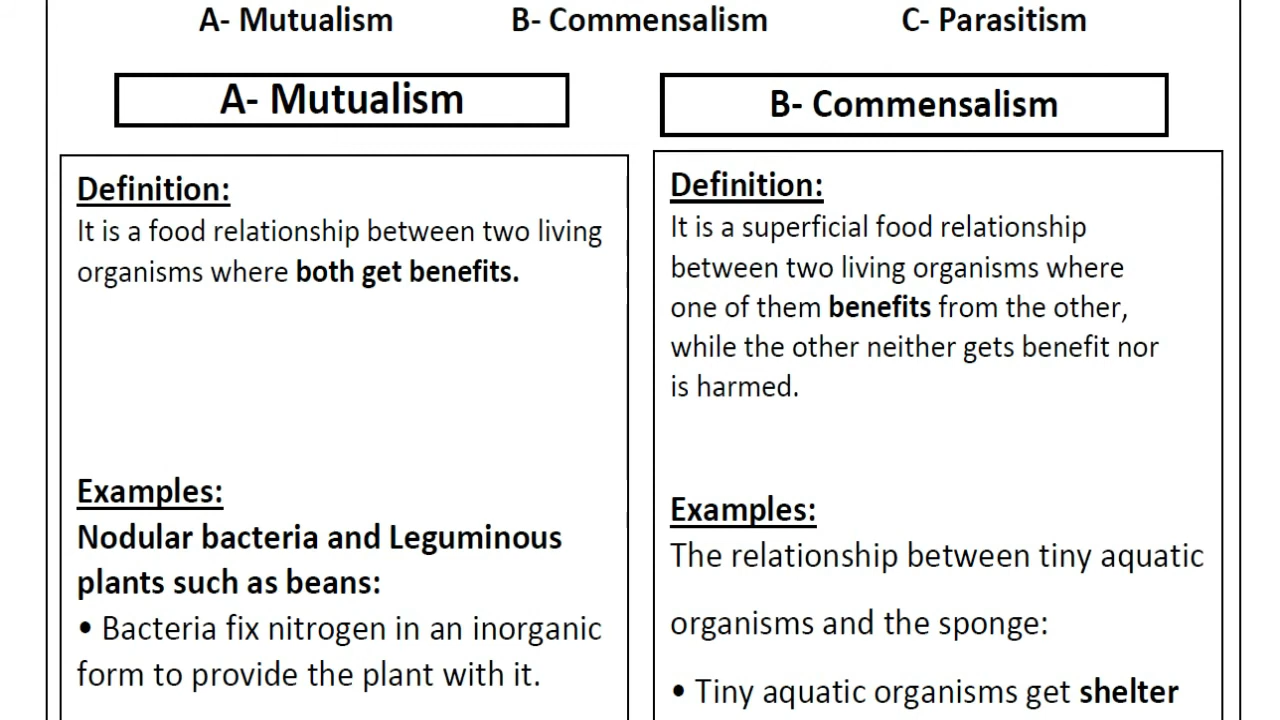 A- Mutualism B- Commensalism C- Parasitism
A- Mutualism
Definition:
It is a food relationship between two living
organisms where both get benefits.
Examples:
Nodular bacteria and Leguminous
plants such as beans:
• Bacteria fix nitrogen in an inorganic
form to provide the plant with it.
B- Commensalism
Definition:
It is a superficial food relationship
between two living organisms where
one of them benefits from the other,
while the other neither gets benefit nor
is harmed.
Examples:
The relationship between tiny aquatic
organisms and the sponge:
• Tiny aquatic organisms get shelter